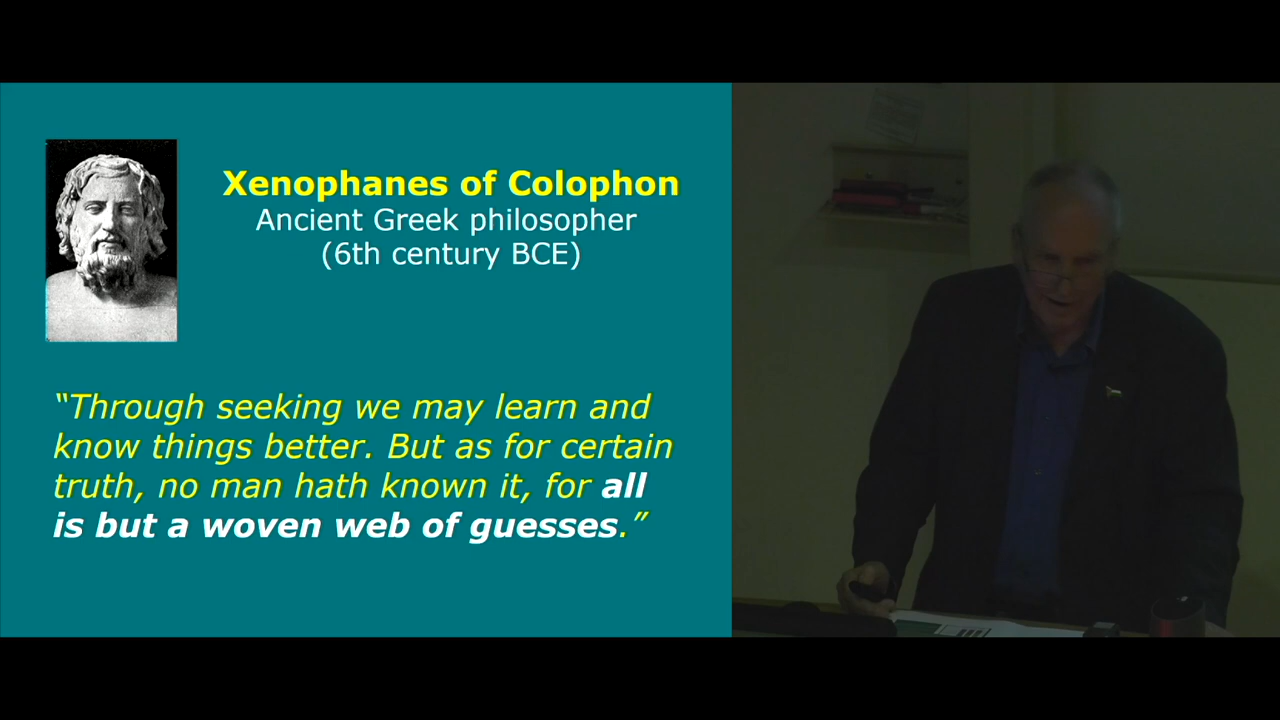 Xenophanes of Colophon
Ancient Greek philosopher
(6th century BCE)
“Through seeking we may learn and
know things better. But as for certain
truth, no man hath known it, for all
is but a woven web of guesses.”